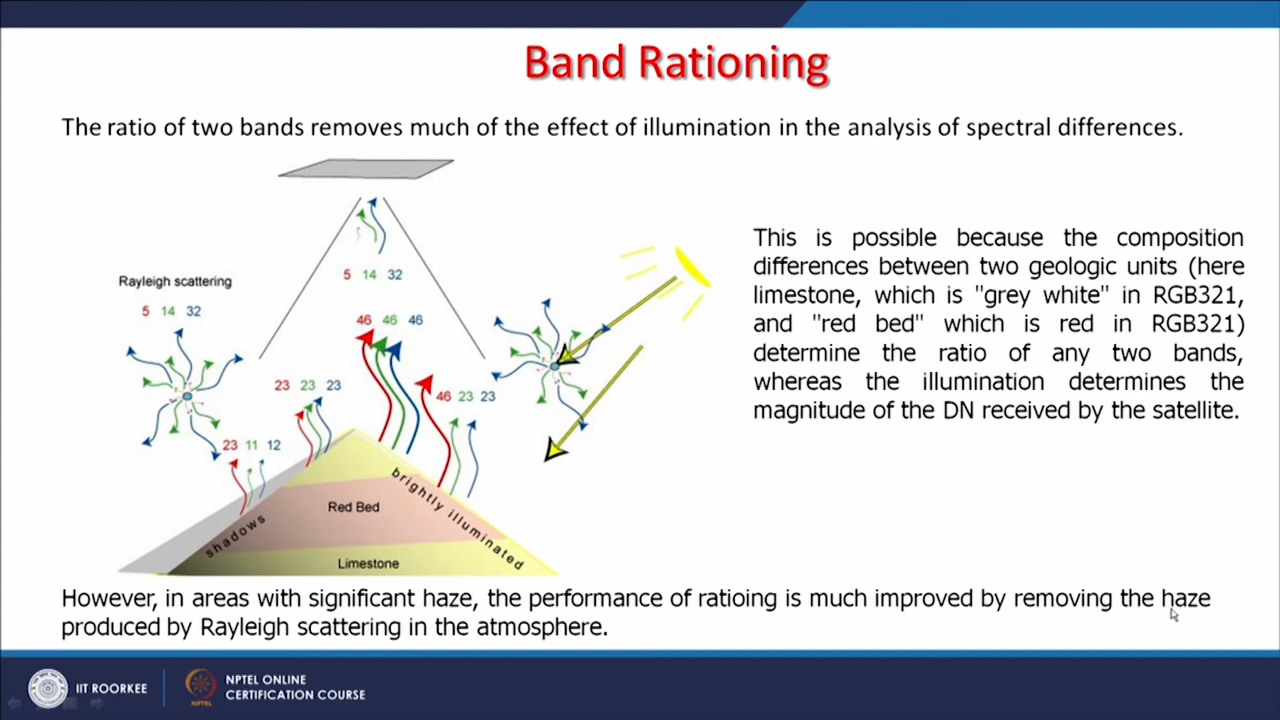 Band Rationing
The ratio of two bands removes much of the effect of illumination in the analysis of spectral differences.
Rayleigh scattering
5 14 32
5 14 32
46 46 46
23 23 23
46 23 23
23 11 12
shadows
Red Bed
Limestone
brightly illuminated
This is possible because the composition
differences between two geologic units (here
limestone, which is "grey white" in RGB321,
and "red bed" which is red in RGB321)
determine the ratio of any two bands,
whereas the illumination determines the
magnitude of the DN received by the satellite.
However, in areas with significant haze, the performance of ratioing is much improved by removing the haze
produced by Rayleigh scattering in the atmosphere.
IIT ROORKEE
NPTEL
NPTEL ONLINE
CERTIFICATION COURSE